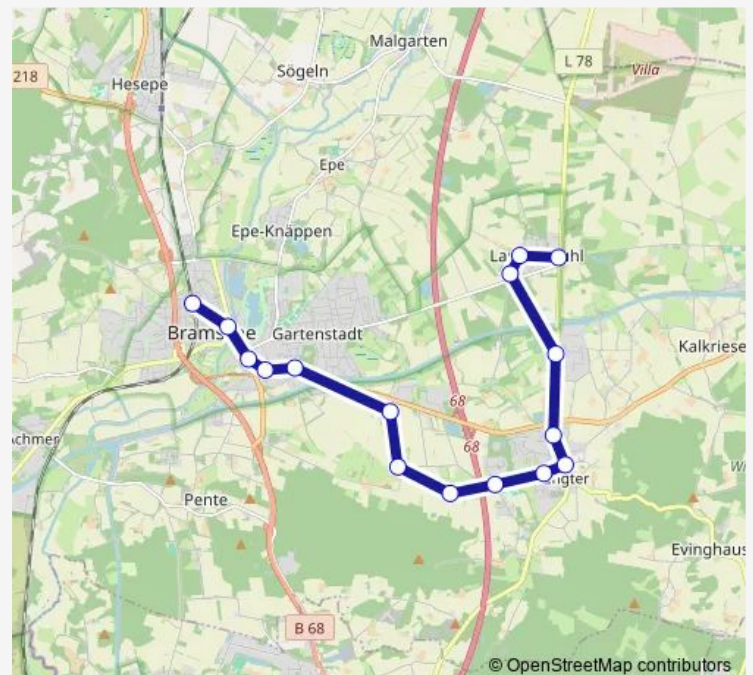 Malgarten
Sögeln
L 78
Villa
218
Hesepe
Epe
Epe-Knäppen
Gartenstadt
Kalkriese
68
68
Pente
Evinghaus
B 68
© OpenStreetMap contributors